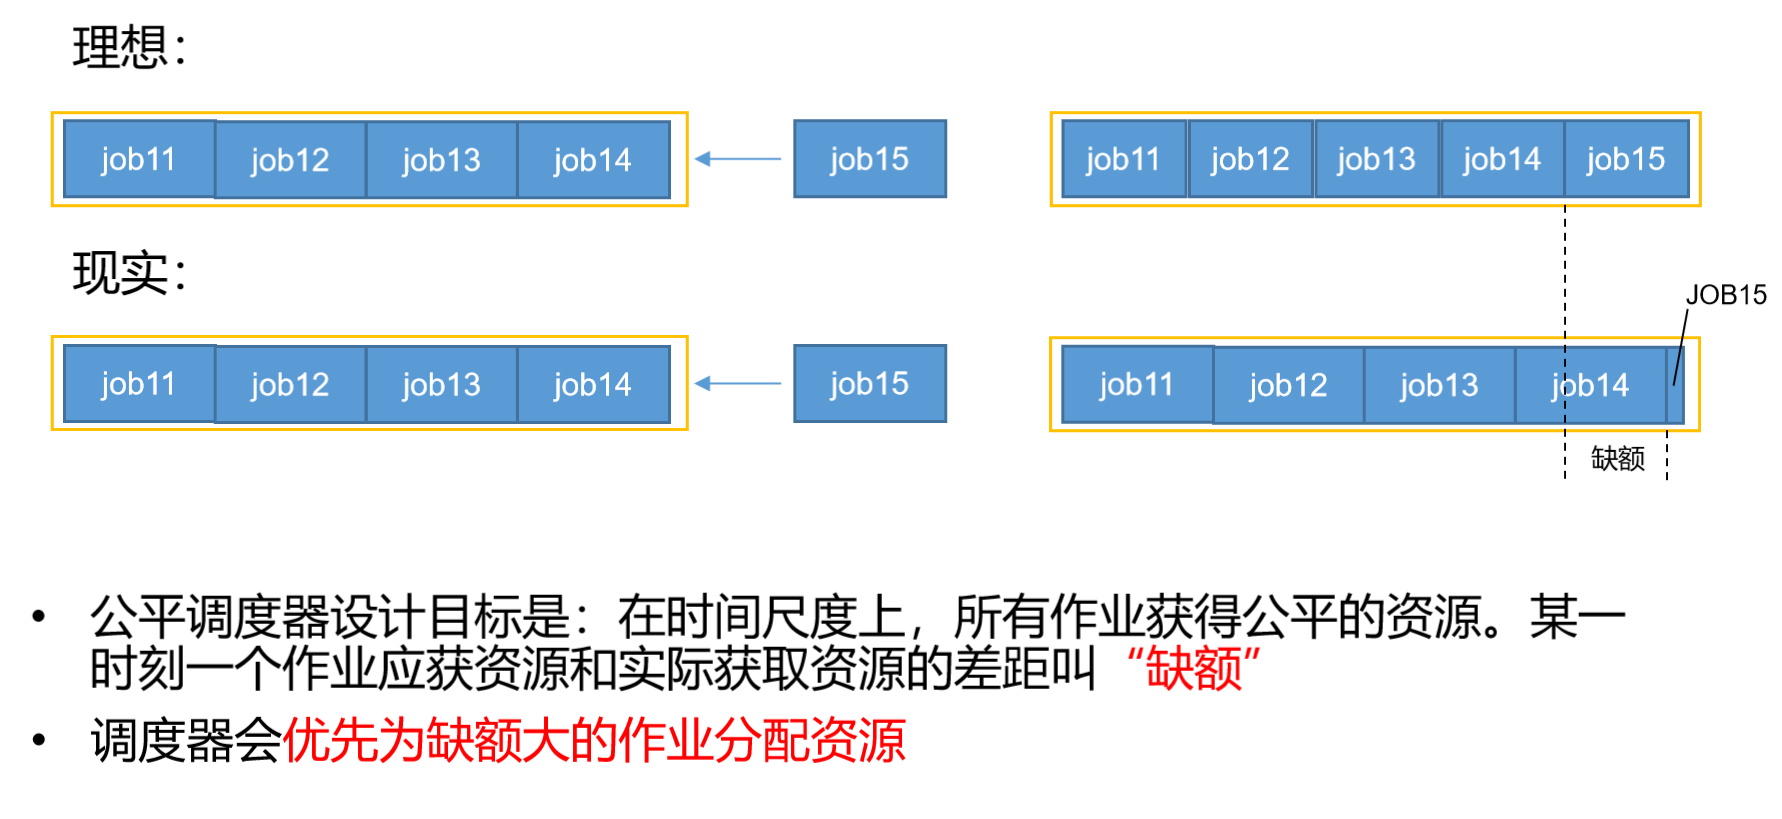 理想：
job11 job12 job13 job14 job15 job11 job12 job13 job14 job15
现实：
JOB15
job11 job12 job13 job14 job15 job11 job12 job13 job14
缺额
• 公平调度器设计目标是：在时间尺度上，所有作业获得公平的资源。某一
时刻一个作业应获资源和实际获取资源的差距叫“缺额”
• 调度器会优先为缺额大的作业分配资源